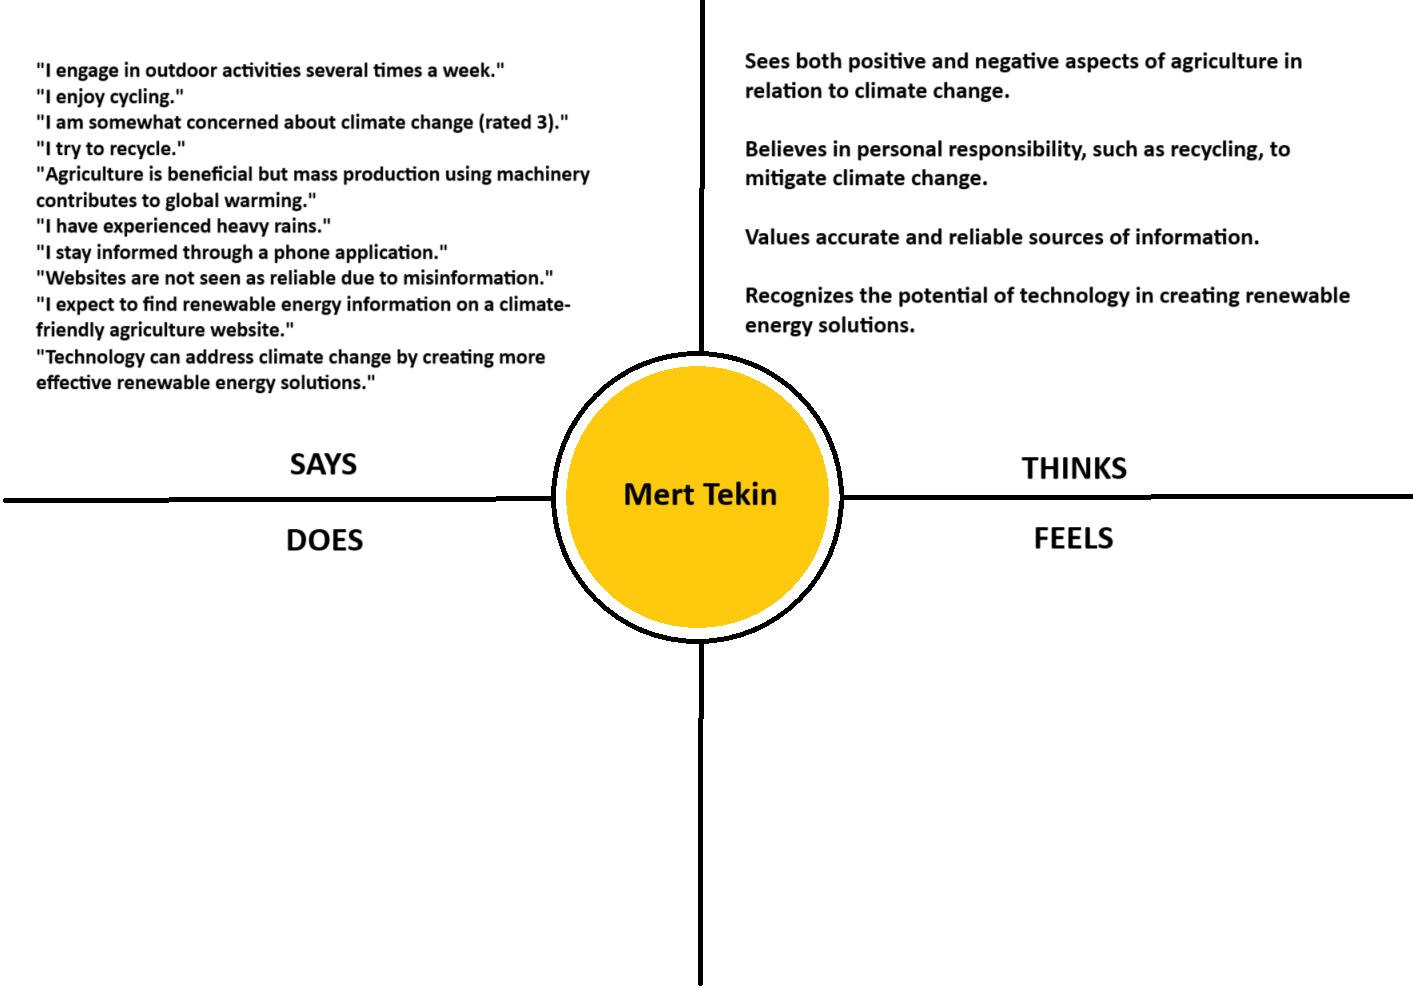 "I engage in outdoor activities several times a week."
"I enjoy cycling."
"I am somewhat concerned about climate change (rated 3)."
"I try to recycle."
"Agriculture is beneficial but mass production using machinery
contributes to global warming."
"I have experienced heavy rains."
"I stay informed through a phone application."
"Websites are not seen as reliable due to misinformation."
"I expect to find renewable energy information on a climate-
friendly agriculture website."
"Technology can address climate change by creating more
effective renewable energy solutions."
SAYS
Sees both positive and negative aspects of agriculture in
relation to climate change.
Believes in personal responsibility, such as recycling, to
mitigate climate change.
Values accurate and reliable sources of information.
Recognizes the potential of technology in creating renewable
energy solutions.
THINKS
Mert Tekin
DOES
FEELS